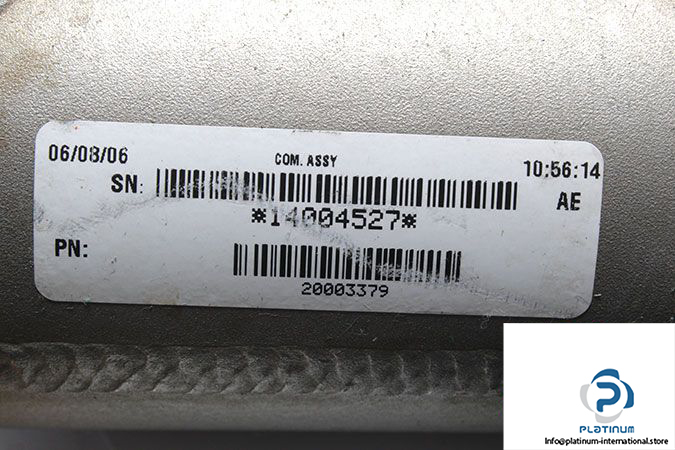 06/08/06
COM. ASSY
10:56:14
SN:
AE
*14004527*
PN:
20003379
PLATINUM
Info@platinum-international.store